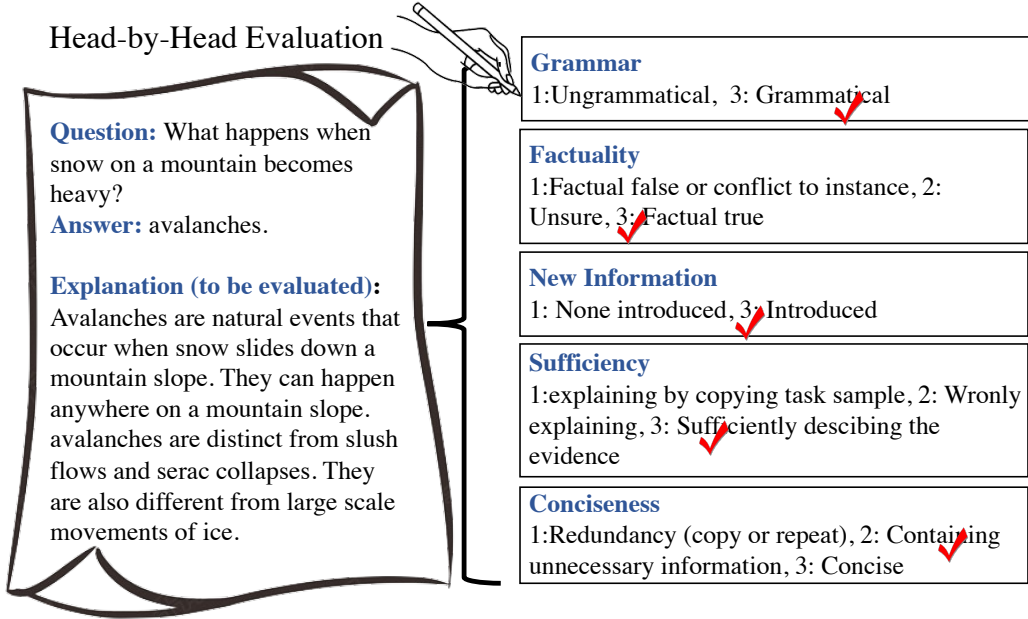 Head-by-Head Evaluation
Question: What happens when
snow on a mountain becomes
heavy?
Answer: avalanches.
Explanation (to be evaluated):
Avalanches are natural events that
occur when snow slides down a
mountain slope. They can happen
anywhere on a mountain slope.
avalanches are distinct from slush
flows and serac collapses. They
are also different from large scale
movements of ice.
Grammar
1:Ungrammatical, 3: Grammatical
Factuality
1:Factual false or conflict to instance, 2:
Unsure, 3: Factual true
New Information
1: None introduced, 3: Introduced
Sufficiency
1:explaining by copying task sample, 2: Wronly
explaining, 3: Sufficiently descibing the
evidence
Conciseness
1:Redundancy (copy or repeat), 2: Containing
unnecessary information, 3: Concise